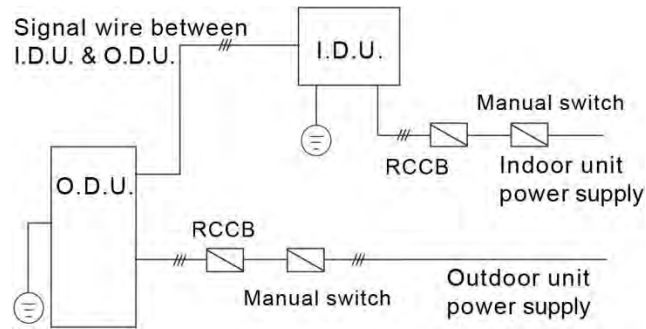 Signal wire between
I.D.U. & O.D.U.
I.D.U.
Manual switch
RCCB
Indoor unit
power supply
O.D.U.
RCCB
Manual switch
Outdoor unit
power supply